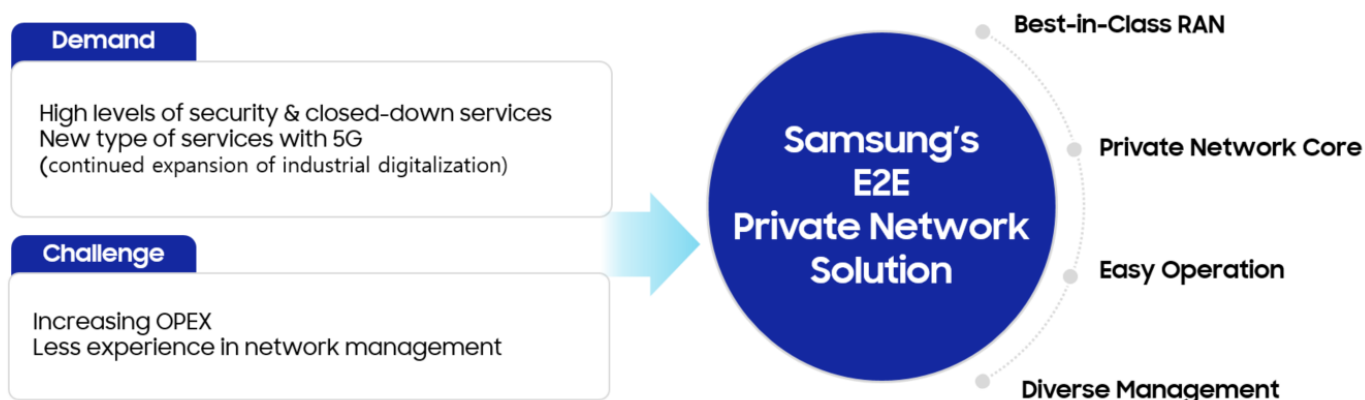 Demand
High levels of security & closed-down services
New type of services with 5G
(continued expansion of industrial digitalization)
Challenge
Increasing OPEX
Less experience in network management
Samsung's
E2E
Private Network
Solution
Best-in-Class RAN
Private Network Core
Easy Operation
Diverse Management